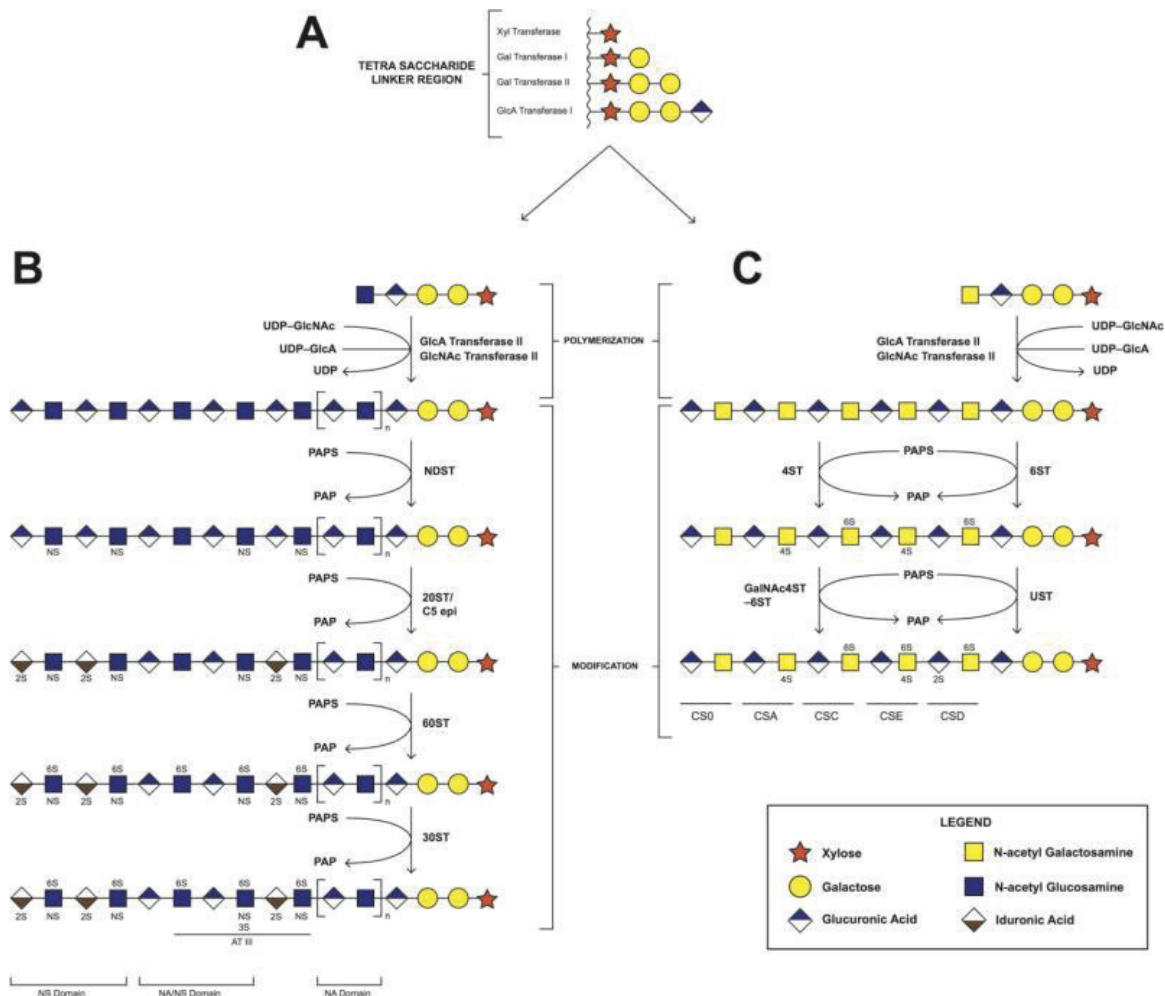 A
TETRA SACCHARIDE
LINKER REGION
Xyl Transferase
Gal Transferase I
Gal Transferase II
GlcA Transferase I
B
UDP–GlcNAc
UDP–GlcA
UDP
GlcA Transferase II
GlcNAc Transferase II
n
PAPS
PAP
NDST
NS NS NS NS
n
PAPS
PAP
20ST/
C5 epi
2S NS 2S NS NS 2S NS
n
PAPS
PAP
60ST
6S 6S 6S 6S 6S
2S NS 2S NS NS 2S NS
n
PAPS
PAP
30ST
6S 6S 6S 6S 6S
2S NS 2S NS NS 2S NS
n
3S
AT III
NS Domain
NA/NS Domain
NA Domain
POLYMERIZATION
MODIFICATION
C
GlcA Transferase II
GlcNAc Transferase II
UDP–GlcNAc
UDP–GlcA
UDP
4ST
PAPS
PAP
6ST
6S 6S
4S 4S
GalNAc4ST
–6ST
PAPS
PAP
UST
6S 6S 6S
4S 4S 2S
CS0 CSA CSC CSE CSD
LEGEND
Xylose
N-acetyl Galactosamine
Galactose
N-acetyl Glucosamine
Glucuronic Acid
Iduronic Acid